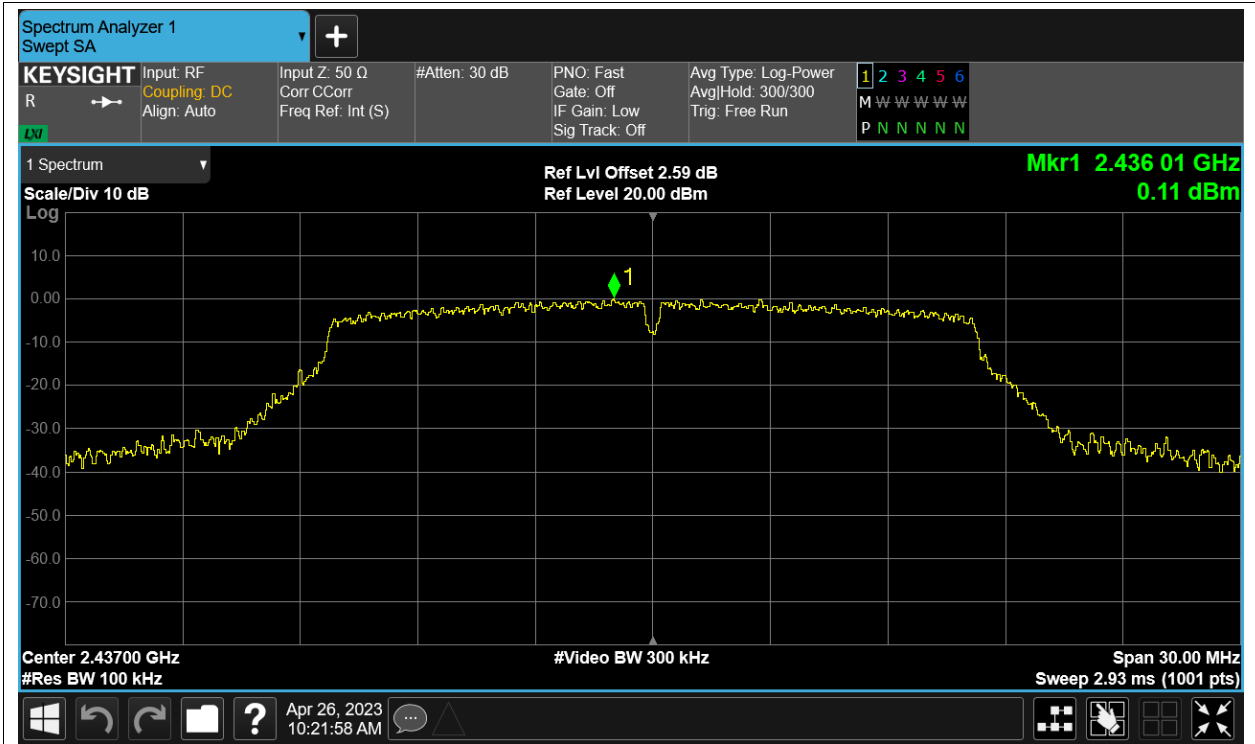 Spectrum Analyzer 1
Swept SA
KEYSIGHT
R
LXI
Input: RF
Coupling: DC
Align: Auto
Input Z: 50 Ω
Corr CCorr
Freq Ref: Int (S)
#Atten: 30 dB
PNO: Fast
Gate: Off
IF Gain: Low
Sig Track: Off
Avg Type: Log-Power
Avg|Hold: 300/300
Trig: Free Run
1 2 3 4 5 6
M W W W W W
P N N N N N
1 Spectrum
Scale/Div 10 dB
Log
Ref Lvl Offset 2.59 dB
Ref Level 20.00 dBm
Mkr1 2.436 01 GHz
0.11 dBm
10.0
0.00
-10.0
-20.0
-30.0
-40.0
-50.0
-60.0
-70.0
1
Center 2.43700 GHz
#Res BW 100 kHz
#Video BW 300 kHz
Span 30.00 MHz
Sweep 2.93 ms (1001 pts)
?
Apr 26, 2023
10:21:58 AM